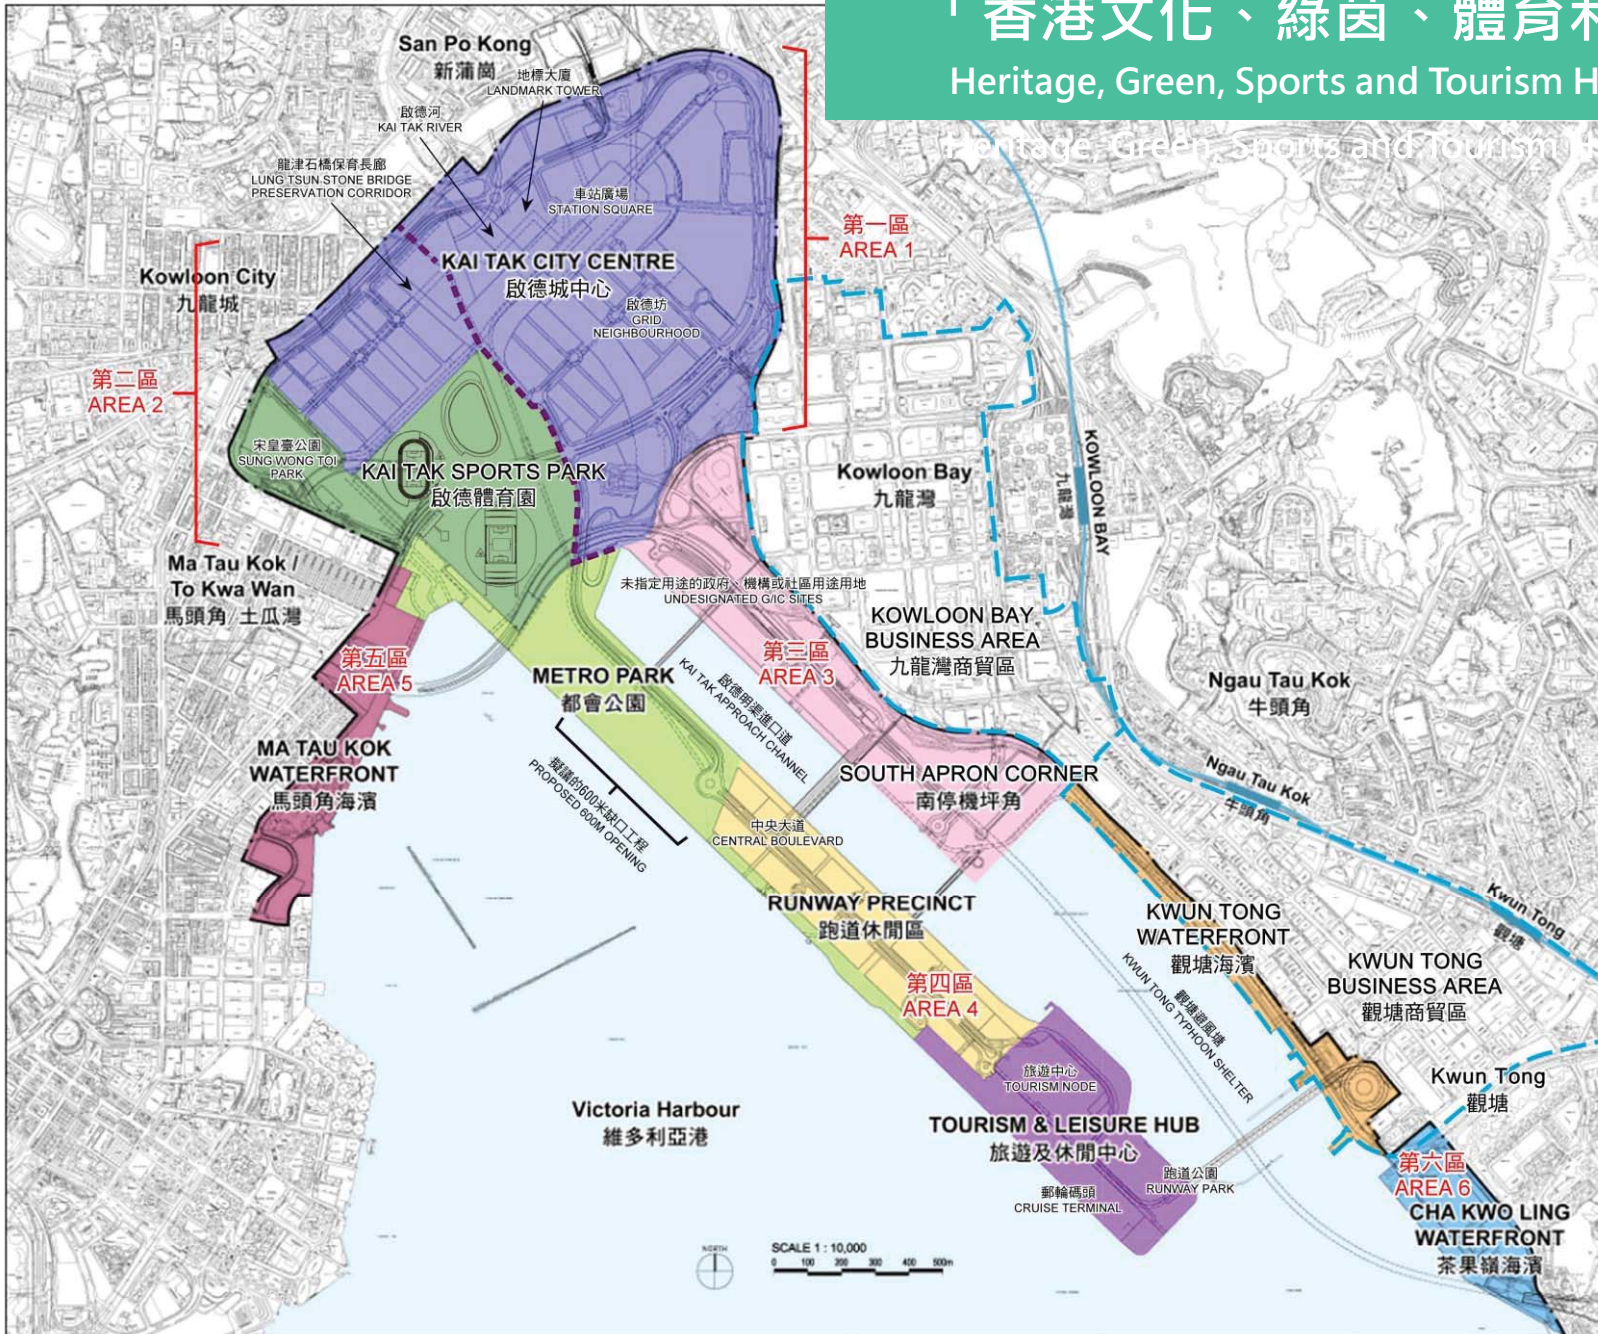 「香港文化、綠茵、體育和
Heritage, Green, Sports and Tourism H
Heritage, Green, Sports and Tourism H
San Po Kong
新蒲崗
地標大廈
LANDMARK TOWER
啟德河
KAI TAK RIVER
龍津石橋保育長廊
LUNG TSUN STONE BRIDGE
PRESERVATION CORRIDOR
車站廣場
STATION SQUARE
第一區
AREA 1
Kowloon City
九龍城
KAI TAK CITY CENTRE
啟德城中心
啟德坊
GRID
NEIGHBOURHOOD
第二區
AREA 2
宋皇臺公園
SUNG WONG TOI
PARK
KAI TAK SPORTS PARK
啟德體育園
Kowloon Bay
九龍灣
KOWLOON BAY
九龍灣
Ma Tau Kok /
To Kwa Wan
馬頭角/土瓜灣
未指定用途的政府、機構或社區用途用地
UNDESIGNATED G/IC SITES
KOWLOON BAY
BUSINESS AREA
九龍灣商貿區
第五區
AREA 5
第三區
AREA 3
METRO PARK
都會公園
啟德明渠進口道
KAI TAK APPROACH CHANNEL
Ngau Tau Kok
牛頭角
MA TAU KOK
WATERFRONT
馬頭角海濱
擬議的600米缺口工程
PROPOSED 600M OPENING
SOUTH APRON CORNER
南停機坪角
Ngau Tau Kok
牛頭角
中央大道
CENTRAL BOULEVARD
RUNWAY PRECINCT
跑道休閒區
KWUN TONG
WATERFRONT
觀塘海濱
Kwun Tong
觀塘
KWUN TONG
BUSINESS AREA
觀塘商貿區
第四區
AREA 4
觀塘避風塘
KWUN TONG TYPHOON SHELTER
旅遊中心
TOURISM NODE
Kwun Tong
觀塘
Victoria Harbour
維多利亞港
TOURISM & LEISURE HUB
旅遊及休閒中心
跑道公園
RUNWAY PARK
郵輪碼頭
CRUISE TERMINAL
第六區
AREA 6
CHA KWO LING
WATERFRONT
茶果嶺海濱
NORTH
SCALE 1 : 10,000
0 100 200 300 400 500m